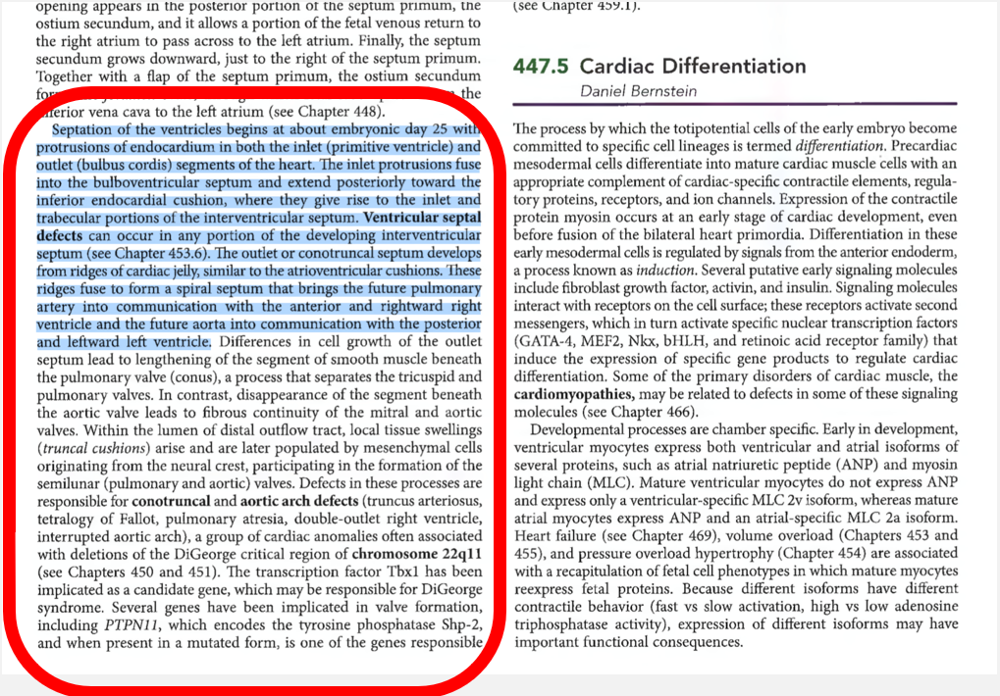 opening appears in the posterior portion of the septum primum, the
ostium secundum, and it allows a portion of the fetal venous return to
the right atrium to pass across to the left atrium. Finally, the septum
secundum grows downward, just to the right of the septum primum.
Together with a flap of the septum primum, the ostium secundum
the
inferior vena cava to the left atrium (see Chapter 448).
Septation of the ventricles begins at about embryonic day 25 with
protrusions of endocardium in both the inlet (primitive ventricle) and
outlet (bulbus cordis) segments of the heart. The inlet protrusions fuse
into the bulboventricular septum and extend posteriorly toward the
inferior endocardial cushion, where they give rise to the inlet and
trabecular portions of the interventricular septum. Ventricular septal
defects can occur in any portion of the developing interventricular
septum (see Chapter 453.6). The outlet or conotruncal septum develops
from ridges of cardiac jelly, similar to the atrioventricular cushions. These
ridges fuse to form a spiral septum that brings the future pulmonary
artery into communication with the anterior and rightward right
ventricle and the future aorta into communication with the posterior
and leftward left ventricle. Differences in cell growth of the outlet
septum lead to lengthening of the segment of smooth muscle beneath
the pulmonary valve (conus), a process that separates the tricuspid and
pulmonary valves. In contrast, disappearance of the segment beneath
the aortic valve leads to fibrous continuity of the mitral and aortic
valves. Within the lumen of distal outflow tract, local tissue swellings
(truncal cushions) arise and are later populated by mesenchymal cells
originating from the neural crest, participating in the formation of the
semilunar (pulmonary and aortic) valves. Defects in these processes are
responsible for conotruncal and aortic arch defects (truncus arteriosus,
tetralogy of Fallot, pulmonary atresia, double-outlet right ventricle,
interrupted aortic arch), a group of cardiac anomalies often associated
with deletions of the DiGeorge critical region of chromosome 22q11
(see Chapters 450 and 451). The transcription factor Tbx1 has been
implicated as a candidate gene, which may be responsible for DiGeorge
syndrome. Several genes have been implicated in valve formation,
including PTPN11, which encodes the tyrosine phosphatase Shp-2,
and when present in a mutated form, is one of the genes responsible
(see Chapter 459.1).
447.5 Cardiac Differentiation
Daniel Bernstein
The process by which the totipotential cells of the early embryo become
committed to specific cell lineages is termed differentiation. Precardiac
mesodermal cells differentiate into mature cardiac muscle cells with an
appropriate complement of cardiac-specific contractile elements, regula-
tory proteins, receptors, and ion channels. Expression of the contractile
protein myosin occurs at an early stage of cardiac development, even
before fusion of the bilateral heart primordia. Differentiation in these
early mesodermal cells is regulated by signals from the anterior endoderm,
a process known as induction. Several putative early signaling molecules
include fibroblast growth factor, activin, and insulin. Signaling molecules
interact with receptors on the cell surface; these receptors activate second
messengers, which in turn activate specific nuclear transcription factors
(GATA-4, MEF2, Nkx, bHLH, and retinoic acid receptor family) that
induce the expression of specific gene products to regulate cardiac
differentiation. Some of the primary disorders of cardiac muscle, the
cardiomyopathies, may be related to defects in some of these signaling
molecules (see Chapter 466).
Developmental processes are chamber specific. Early in development,
ventricular myocytes express both ventricular and atrial isoforms of
several proteins, such as atrial natriuretic peptide (ANP) and myosin
light chain (MLC). Mature ventricular myocytes do not express ANP
and express only a ventricular-specific MLC 2v isoform, whereas mature
atrial myocytes express ANP and an atrial-specific MLC 2a isoform.
Heart failure (see Chapter 469), volume overload (Chapters 453 and
455), and pressure overload hypertrophy (Chapter 454) are associated
with a recapitulation of fetal cell phenotypes in which mature myocytes
reexpress fetal proteins. Because different isoforms have different
contractile behavior (fast vs slow activation, high vs low adenosine
triphosphatase activity), expression of different isoforms may have
important functional consequences.